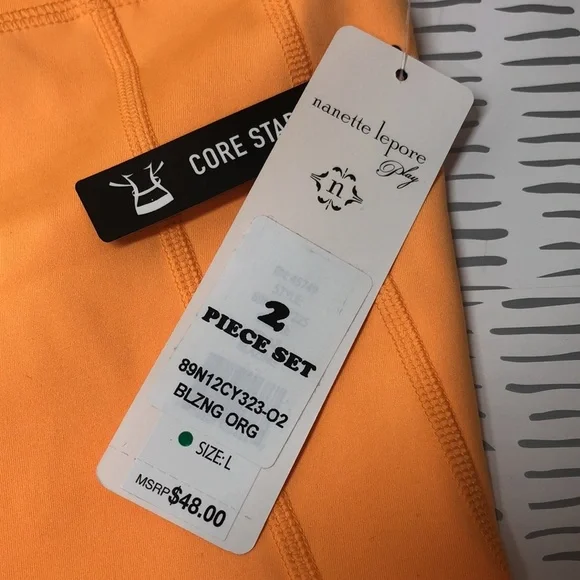 nanette lepore
play
n
CORE STA
2
PIECE SET
89N12CY323-O2
BLZNG ORG
SIZE: L
MSRP $48.00